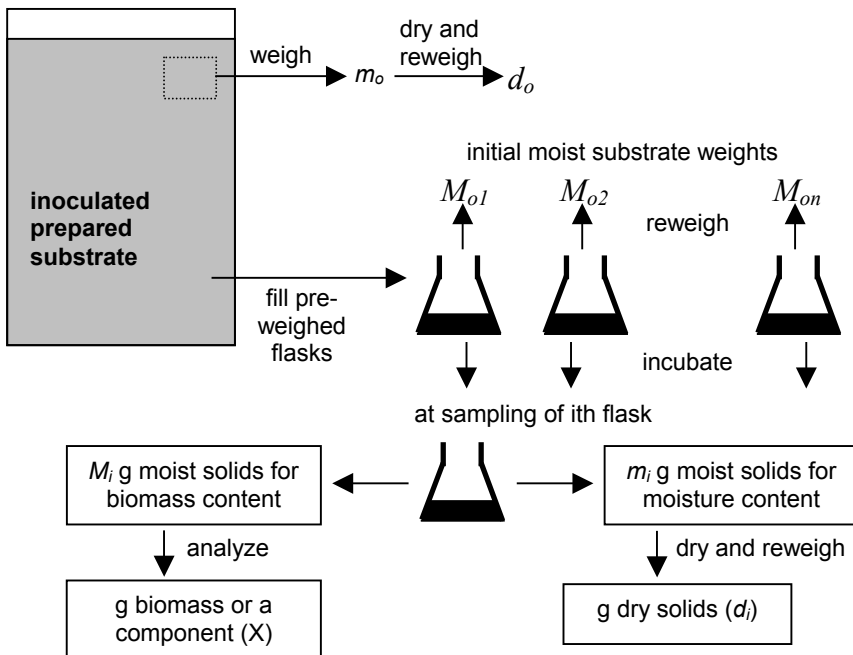 weigh
dry and
reweigh
mo
do
inoculated
prepared
substrate
initial moist substrate weights
Mo1
Mo2
Mon
reweigh
fill pre-
weighed
flasks
incubate
at sampling of ith flask
Mi g moist solids for
biomass content
mi g moist solids for
moisture content
analyze
dry and reweigh
g biomass or a
component (X)
g dry solids (di)